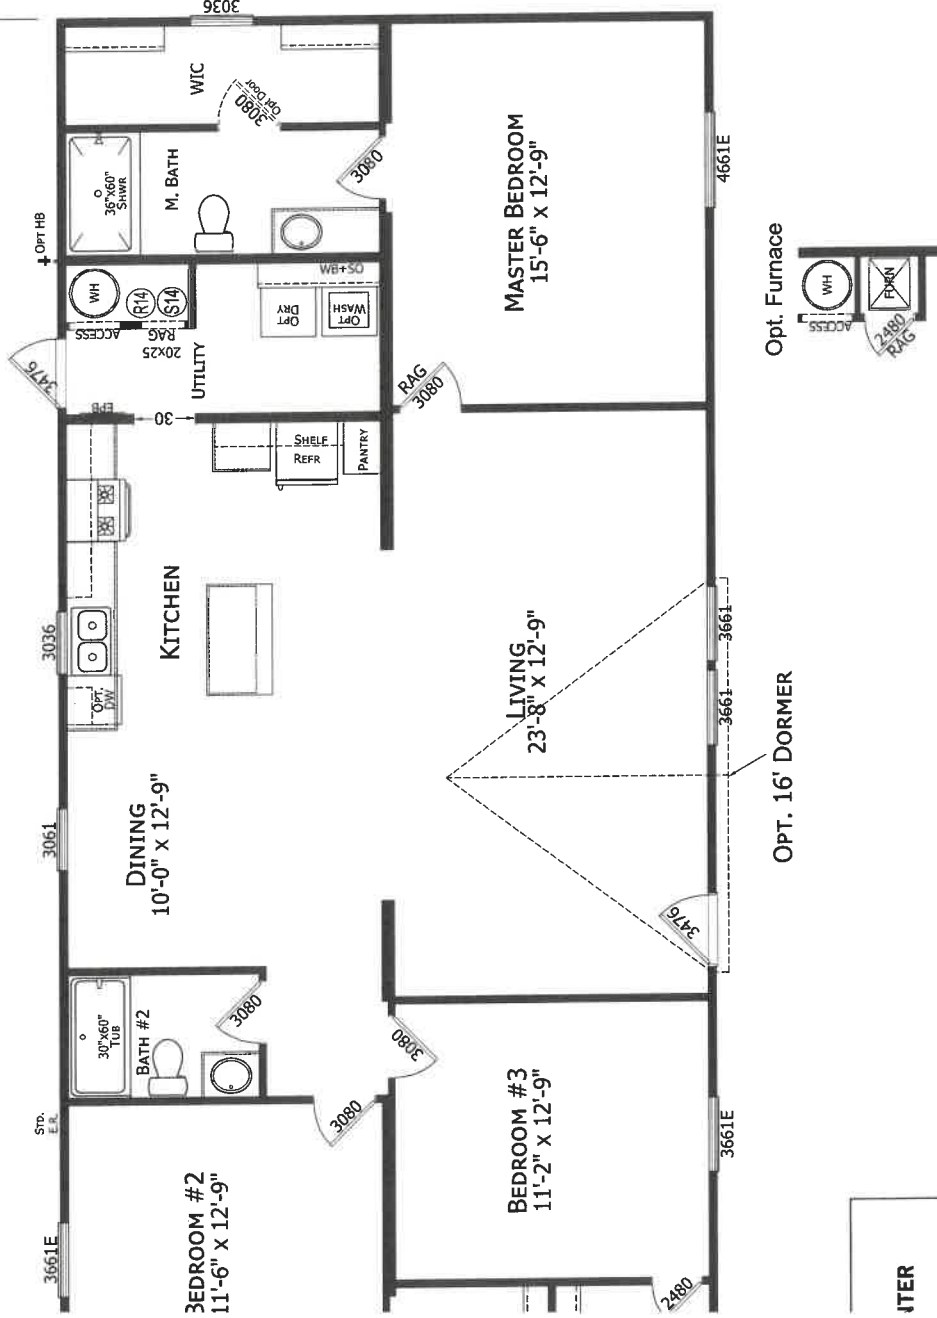 3036
WIC
3080
Opt Door
36"x60"
SHWR
M. BATH
3080
OPT HB
WH
R14
S14
ACCESS
RAG
20x25
UTILITY
OPT
DRY
OPT
WASH
WB+SO
3476
EPB
30
MASTER BEDROOM
15'-6" x 12'-9"
4661E
RAG
3080
Opt. Furnace
WH
ACCESS
FURN
2480
RAG
SHELF
REFR
PANTRY
KITCHEN
3036
OPT.
DW
3061
DINING
10'-0" x 12'-9"
LIVING
23'-8" x 12'-9"
3661
3661
OPT. 16' DORMER
3476
30"x60"
TUB
BATH #2
3080
3080
3080
STD.
E.R.
3661E
BEDROOM #2
11'-6" x 12'-9"
BEDROOM #3
11'-2" x 12'-9"
3661E
2480
NTER